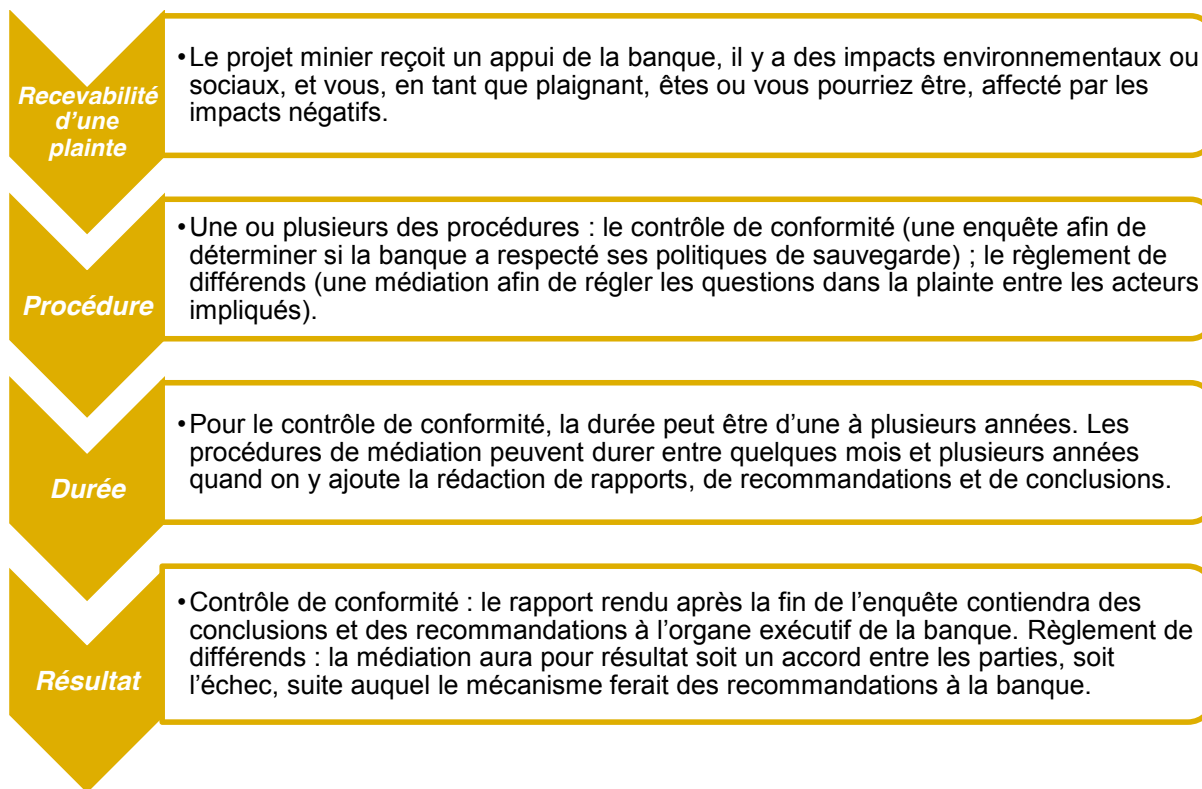 Recevabilité
d'une
plainte
•Le projet minier reçoit un appui de la banque, il y a des impacts environnementaux ou
sociaux, et vous, en tant que plaignant, êtes ou vous pourriez être, affecté par les
impacts négatifs.
Procédure
•Une ou plusieurs des procédures : le contrôle de conformité (une enquête afin de
déterminer si la banque a respecté ses politiques de sauvegarde) ; le règlement de
différends (une médiation afin de régler les questions dans la plainte entre les acteurs
impliqués).
Durée
•Pour le contrôle de conformité, la durée peut être d'une à plusieurs années. Les
procédures de médiation peuvent durer entre quelques mois et plusieurs années
quand on y ajoute la rédaction de rapports, de recommandations et de conclusions.
Résultat
•Contrôle de conformité : le rapport rendu après la fin de l'enquête contiendra des
conclusions et des recommandations à l'organe exécutif de la banque. Règlement de
différends : la médiation aura pour résultat soit un accord entre les parties, soit
l'échec, suite auquel le mécanisme ferait des recommandations à la banque.